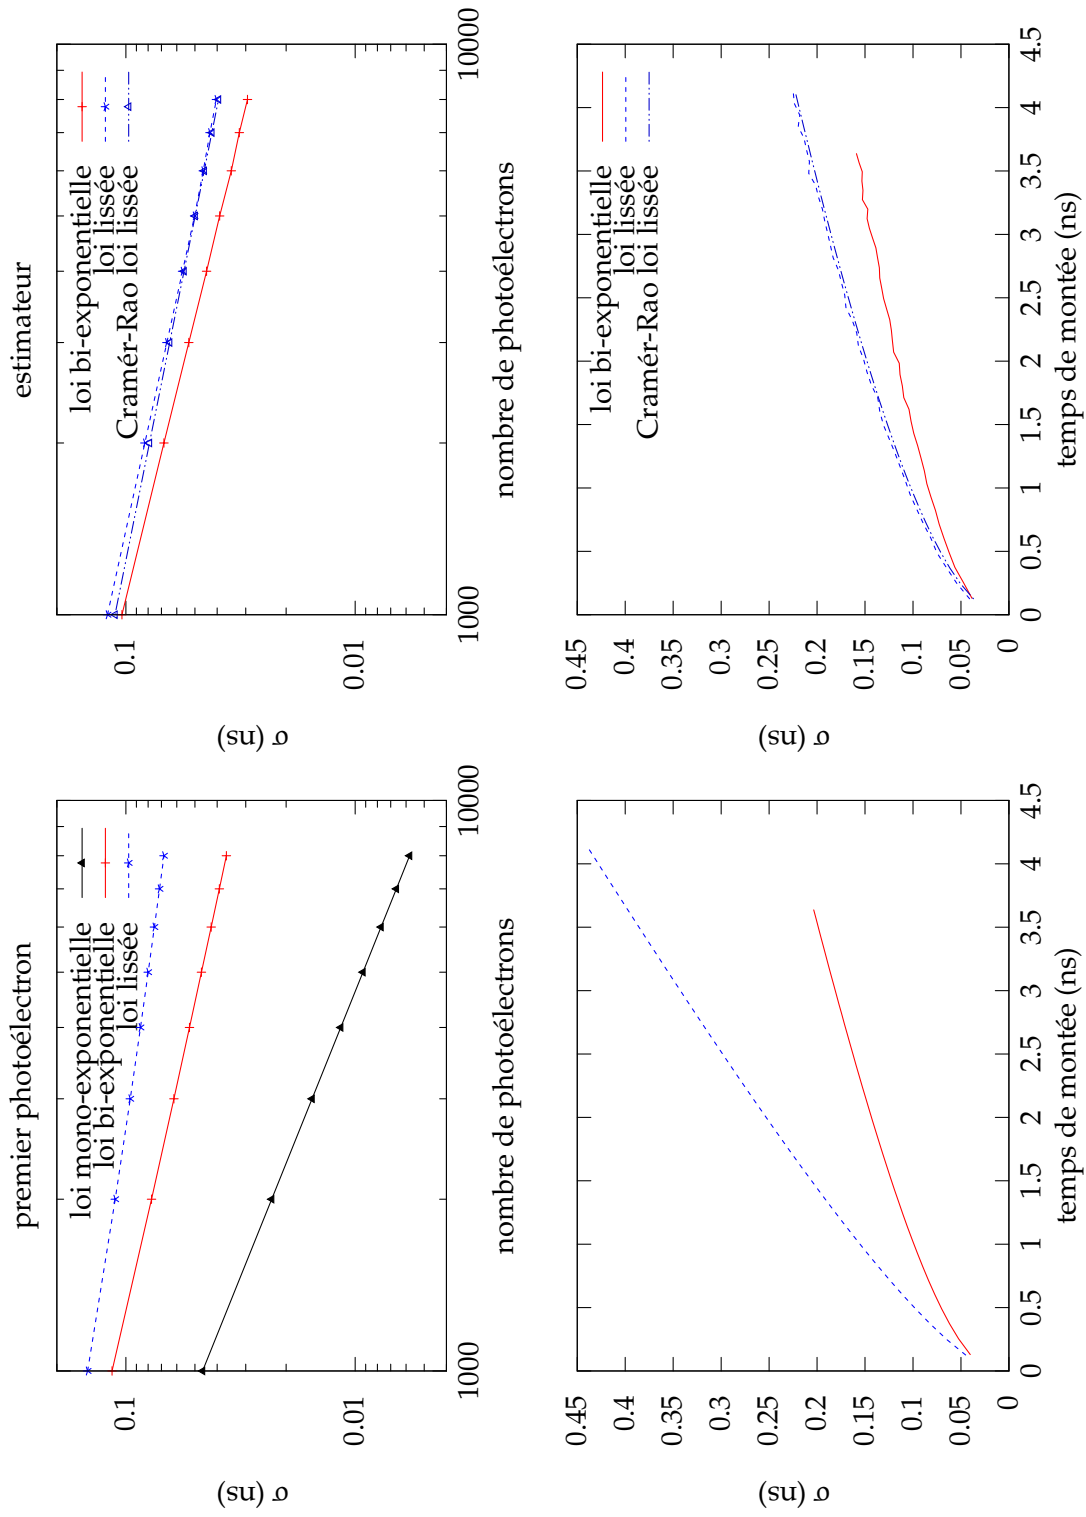 premier photoélectron
σ (ns)
0.1
0.01
1000
10000
nombre de photoélectrons
loi mono-exponentielle
loi bi-exponentielle
loi lissée
estimateur
σ (ns)
0.1
0.01
1000
10000
nombre de photoélectrons
loi bi-exponentielle
loi lissée
Cramér-Rao loi lissée
σ (ns)
0.45
0.4
0.35
0.3
0.25
0.2
0.15
0.1
0.05
0
0 0.5 1 1.5 2 2.5 3 3.5 4 4.5
temps de montée (ns)
σ (ns)
0.45
0.4
0.35
0.3
0.25
0.2
0.15
0.1
0.05
0
0 0.5 1 1.5 2 2.5 3 3.5 4 4.5
temps de montée (ns)
loi bi-exponentielle
loi lissée
Cramér-Rao loi lissée